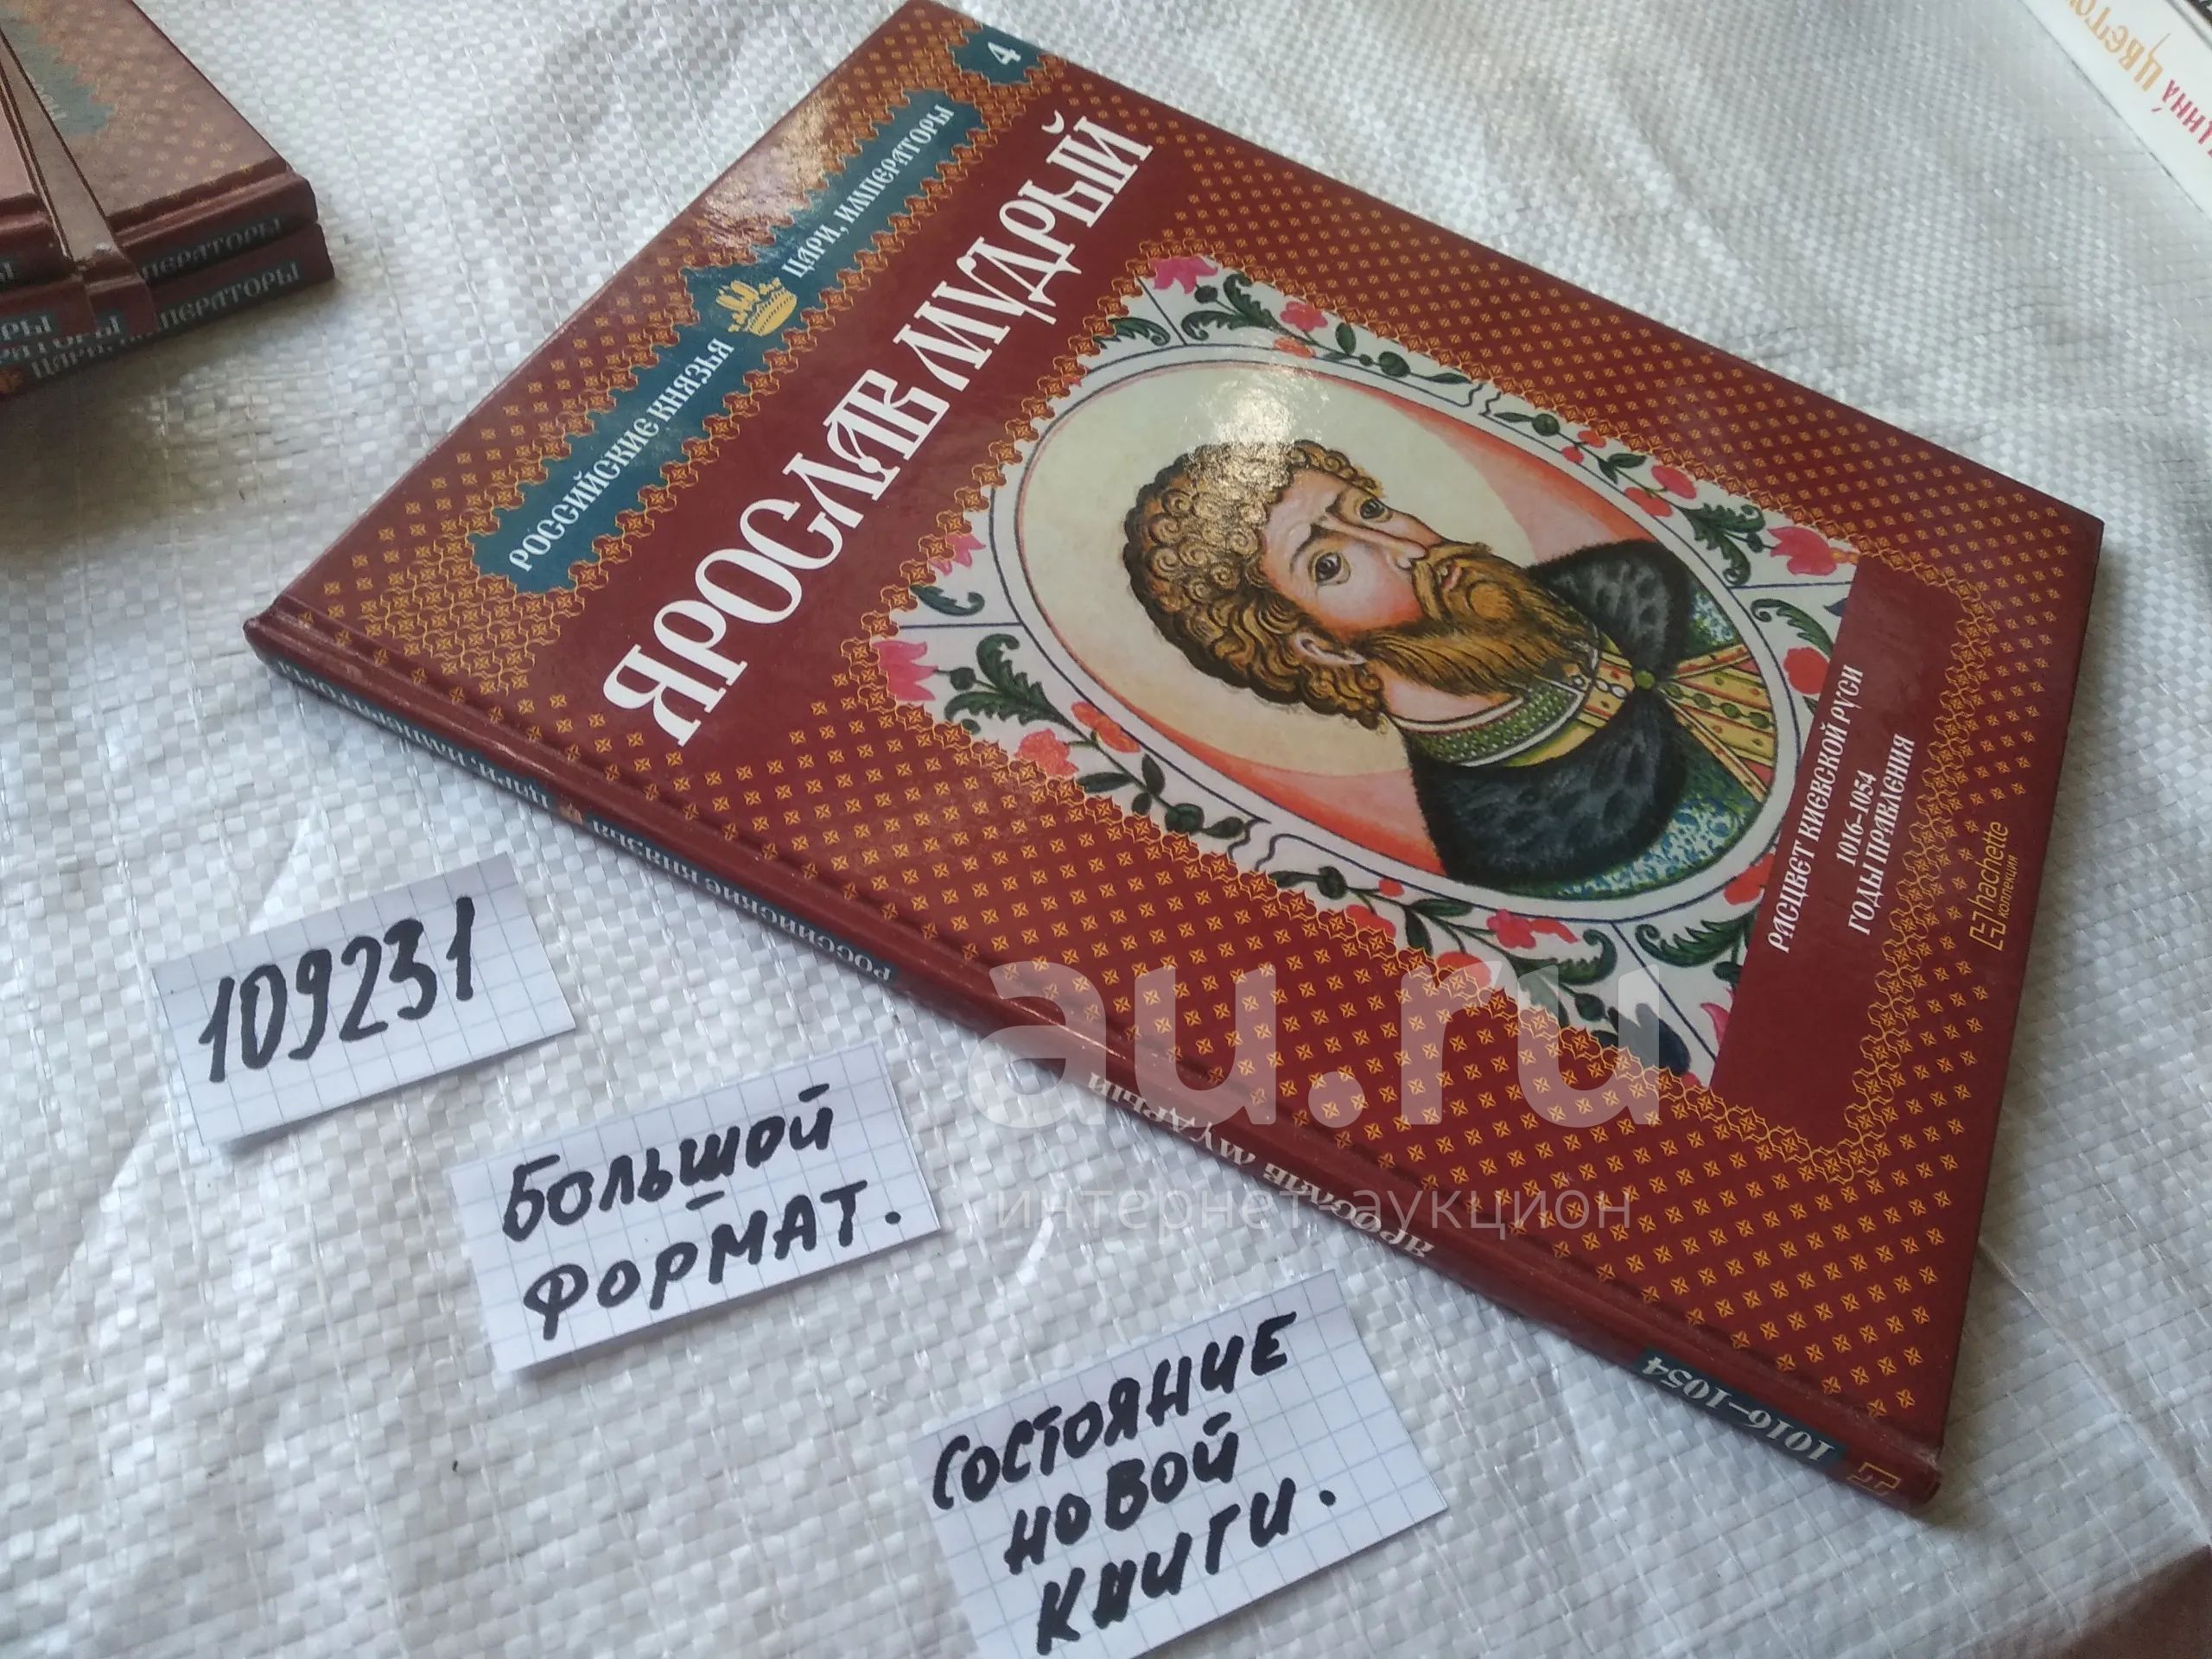 4
РОССИЙСКИЕ КНЯЗЬЯ ЦАРИ, ИМПЕРАТОРЫ
ЯРОСЛАВ МУДРЫЙ
РАСЦВЕТ КИЕВСКОЙ РУСИ
1016–1054
ГОДЫ ПРАВЛЕНИЯ
hachette
коллекция
РОССИЙСКИЕ КНЯЗЬЯ ЦАРИ, ИМПЕРАТОРЫ
ЯРОСЛАВ МУДРЫЙ
1016–1054
109231
БОЛЬШОЙ
ФОРМАТ.
СОСТОЯНИЕ
НОВОЙ
КНИГИ.
au.ru
интернет-аукцион